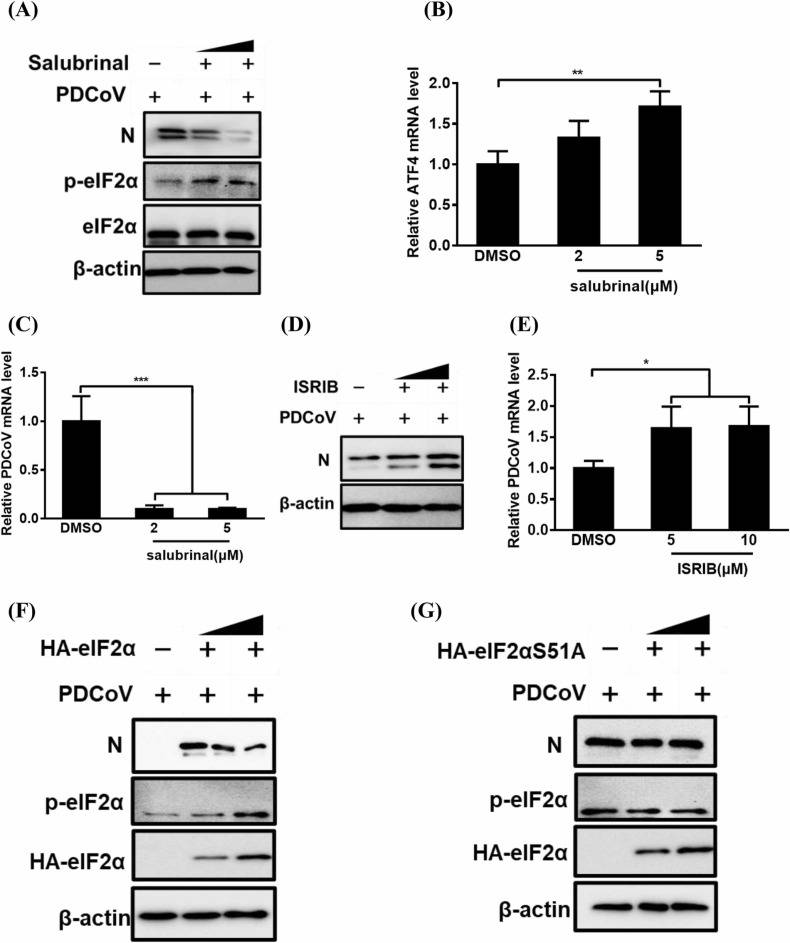 (A)
Salubrinal − + +
PDCoV + + +
N
p-eIF2α
eIF2α
β-actin
(B)
Relative ATF4 mRNA level
2.0
1.5
1.0
0.5
0.0
**
DMSO 2 5
salubrinal(μM)
(C)
Relative PDCoV mRNA level
1.5
1.0
0.5
0.0
***
DMSO 2 5
salubrinal(μM)
(D)
ISRIB − + +
PDCoV + + +
N
β-actin
(E)
Relative PDCoV mRNA level
2.5
2.0
1.5
1.0
0.5
0.0
*
DMSO 5 10
ISRIB(μM)
(F)
HA-eIF2α − + +
PDCoV + + +
N
p-eIF2α
HA-eIF2α
β-actin
(G)
HA-eIF2αS51A − + +
PDCoV + + +
N
p-eIF2α
HA-eIF2α
β-actin